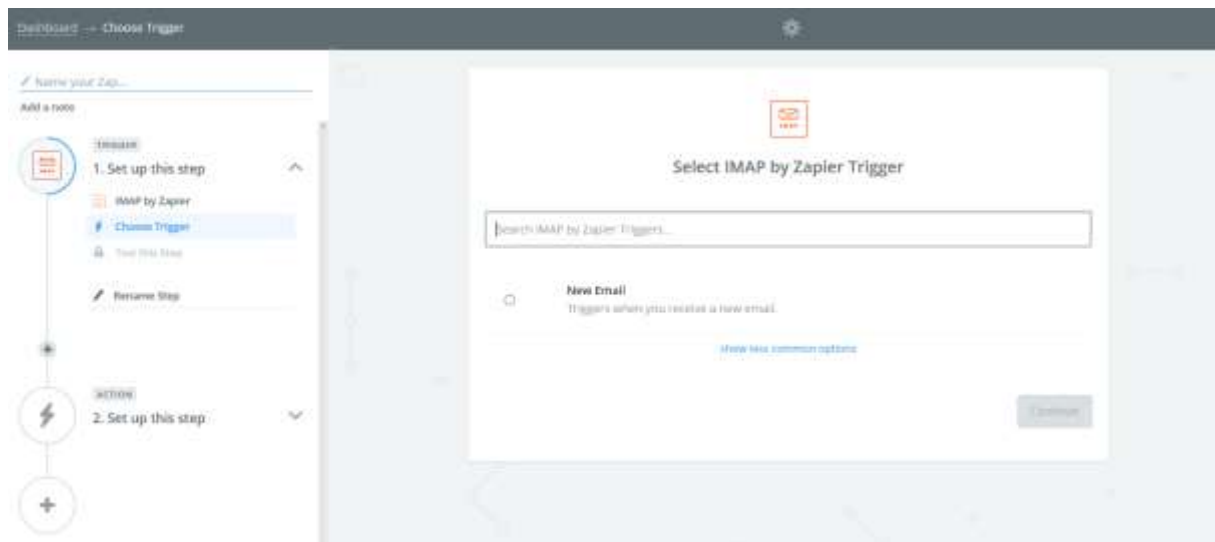 Dashboard → Choose Trigger
Name your Zap...
Add a note
TRIGGER
1. Set up this step
IMAP by Zapier
Choose Trigger
Test this Step
Rename Step
ACTION
2. Set up this step
IMAP
Select IMAP by Zapier Trigger
Search IMAP by Zapier Triggers...
New Email
Triggers when you receive a new email.
show less common options
Continue